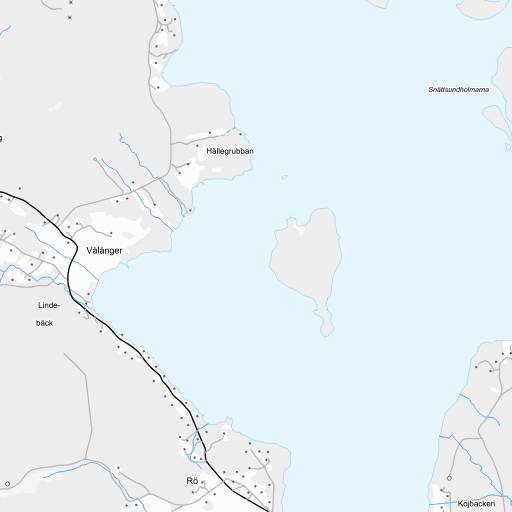 Snättsundholmarna
Hällegrubban
Vålånger
Linde-
bäck
Rö
Köjbacken